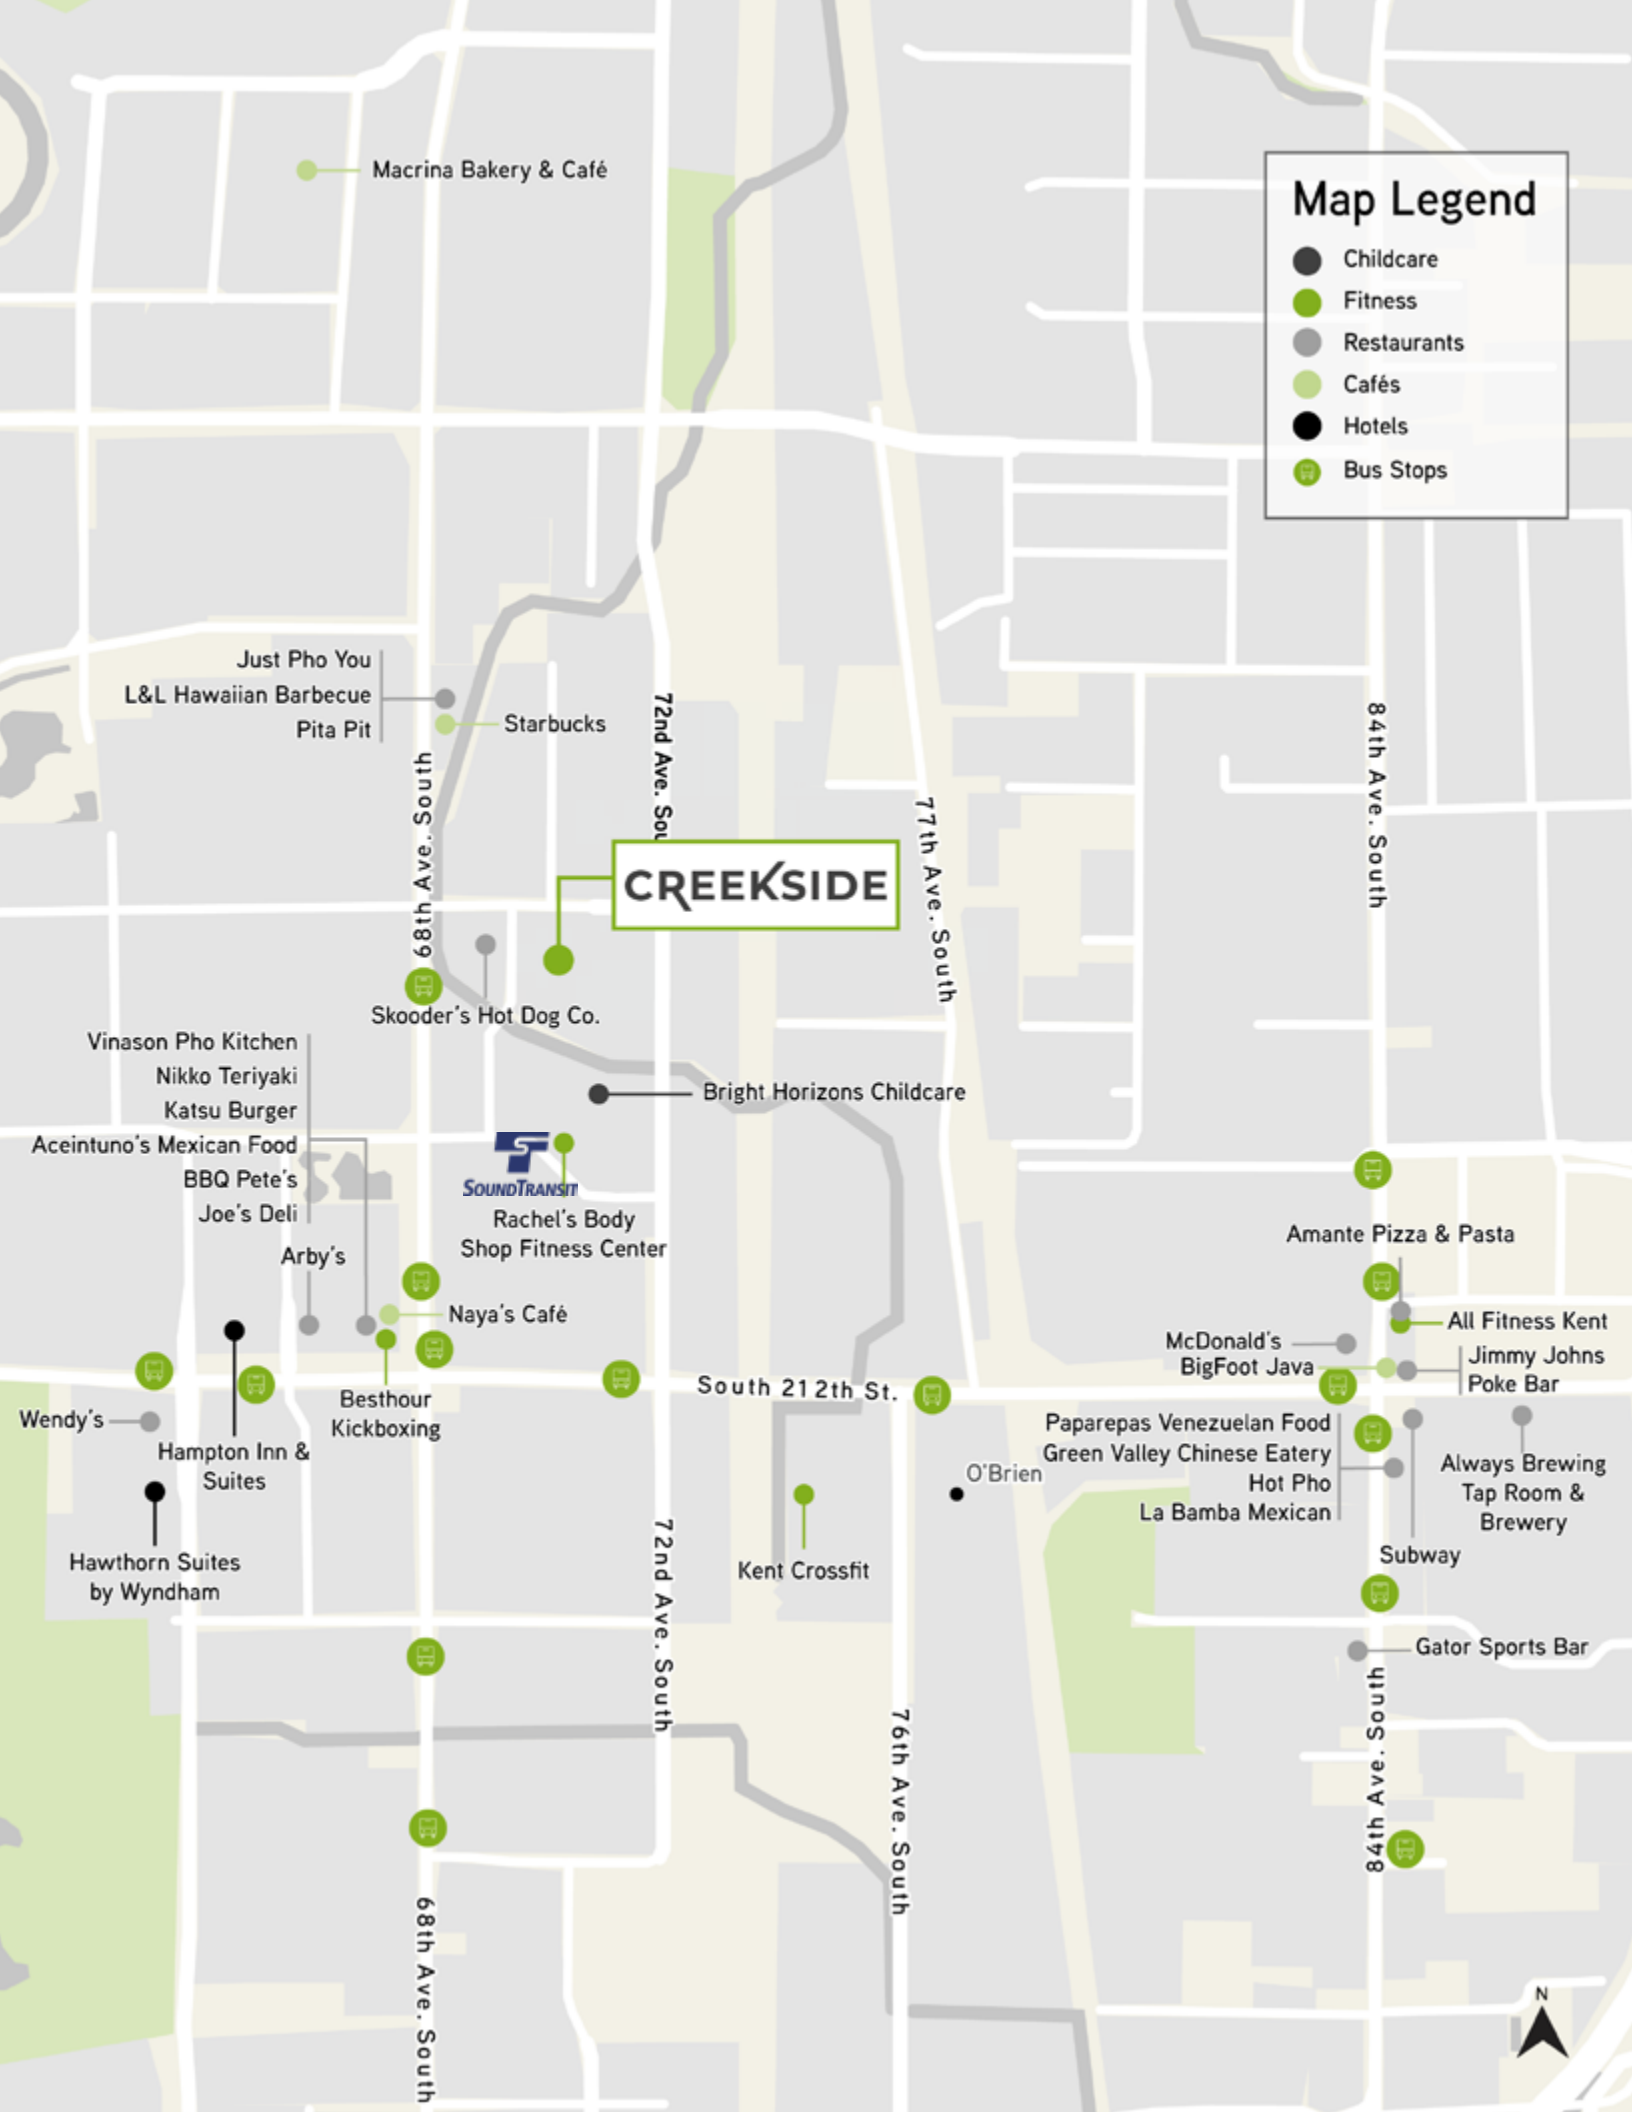 Macrina Bakery & Café
Map Legend
Childcare
Fitness
Restaurants
Cafés
Hotels
Bus Stops
Just Pho You
L&L Hawaiian Barbecue
Pita Pit
Starbucks
68th Ave. South
72nd Ave. Sou
CREEKSIDE
77th Ave. South
84th Ave. South
Skooder's Hot Dog Co.
Vinason Pho Kitchen
Nikko Teriyaki
Katsu Burger
Aceintuno's Mexican Food
BBQ Pete's
Joe's Deli
Bright Horizons Childcare
SOUNDTRANSIT
Rachel's Body
Shop Fitness Center
Arby's
Naya's Café
Besthour
Kickboxing
Wendy's
Hampton Inn &
Suites
Hawthorn Suites
by Wyndham
South 212th St.
Kent Crossfit
O'Brien
Amante Pizza & Pasta
All Fitness Kent
McDonald's
BigFoot Java
Jimmy Johns
Poke Bar
Paparepas Venezuelan Food
Green Valley Chinese Eatery
Hot Pho
La Bamba Mexican
Always Brewing
Tap Room &
Brewery
Subway
Gator Sports Bar
72nd Ave. South
76th Ave. South
84th Ave. South
68th Ave. South
N